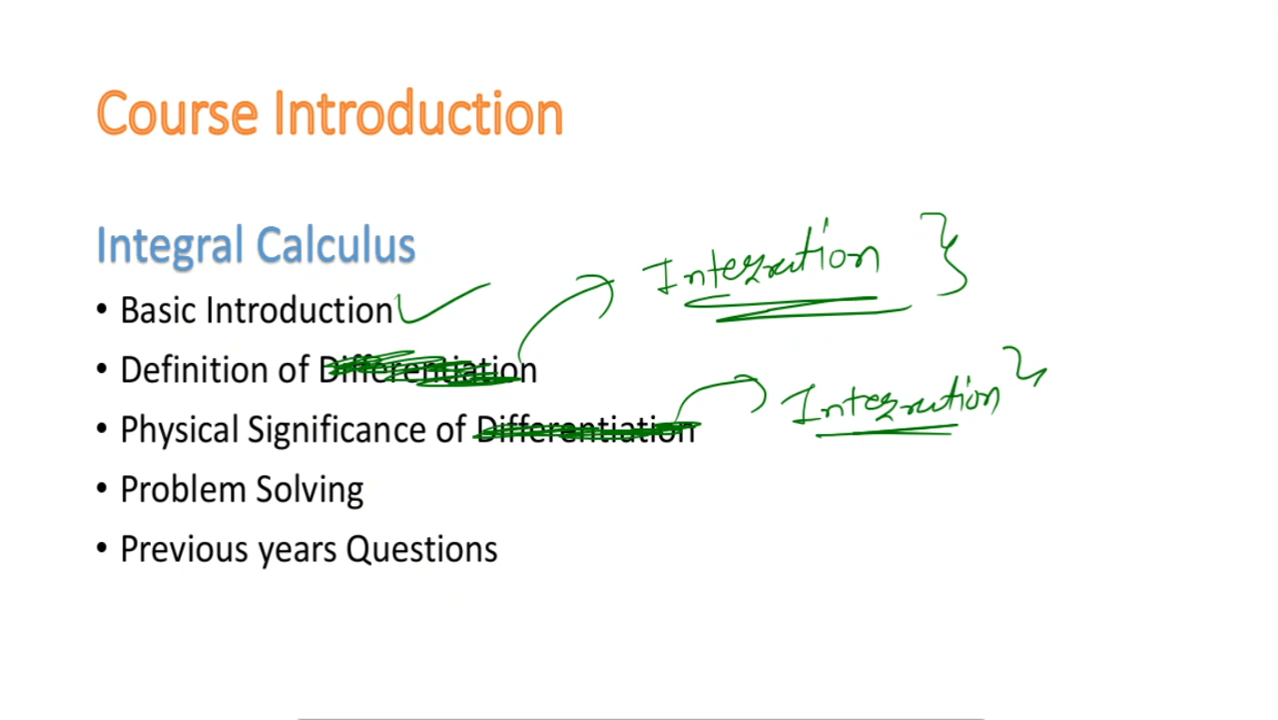 Course Introduction
Integral Calculus
• Basic Introduction
• Definition of Differentiation Integration
• Physical Significance of Differentiation Integration
• Problem Solving
• Previous years Questions